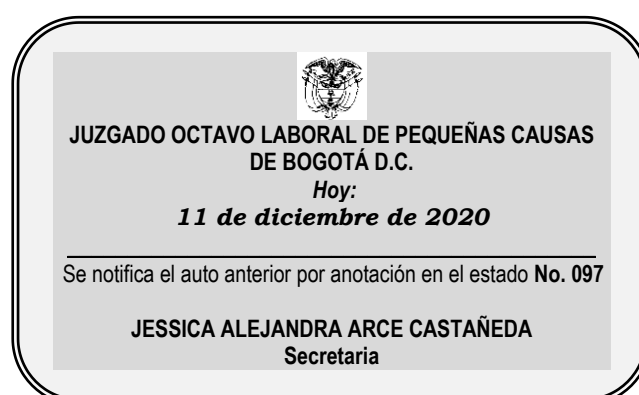 JUZGADO OCTAVO LABORAL DE PEQUEÑAS CAUSAS
DE BOGOTÁ D.C.
Hoy:
11 de diciembre de 2020
Se notifica el auto anterior por anotación en el estado No. 097
JESSICA ALEJANDRA ARCE CASTAÑEDA
Secretaria